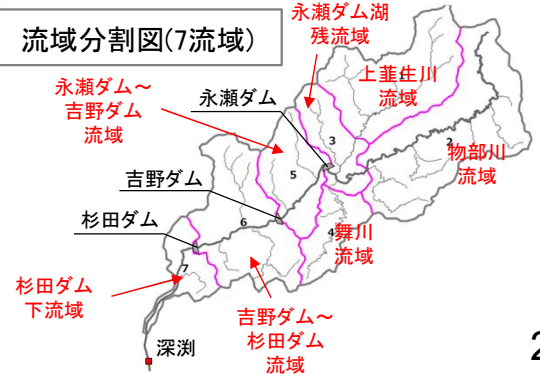 流域分割図(7流域)
永瀬ダム湖
残流域
上韮生川
流域
永瀬ダム～
吉野ダム
流域
永瀬ダム
3
2
物部川
流域
5
吉野ダム
杉田ダム
6
4
舞川
流域
7
杉田ダム
下流域
吉野ダム～
杉田ダム
流域
深渕
2